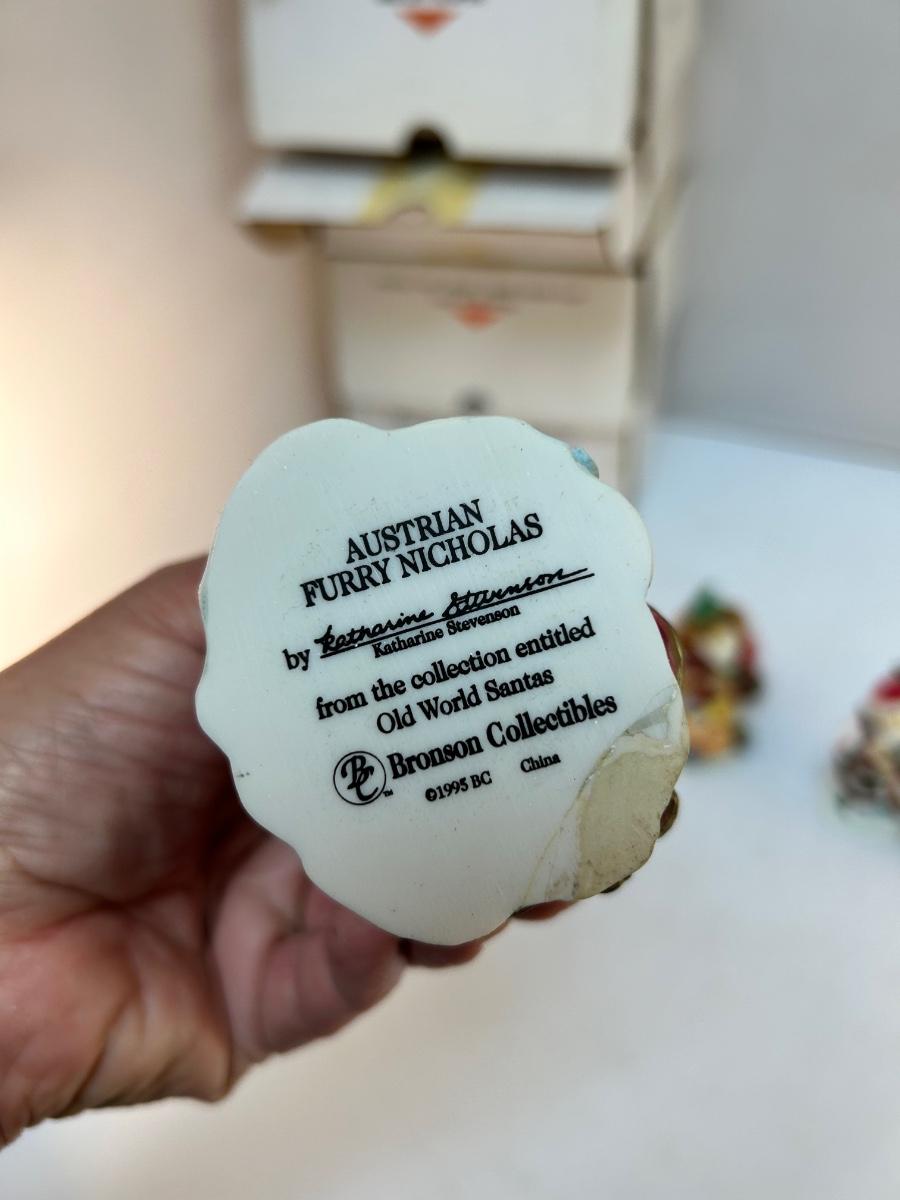 AUSTRIAN
FURRY NICHOLAS
by Katharine Stevenson
Katharine Stevenson
from the collection entitled
Old World Santas
BC™ Bronson Collectibles
©1995 BC China